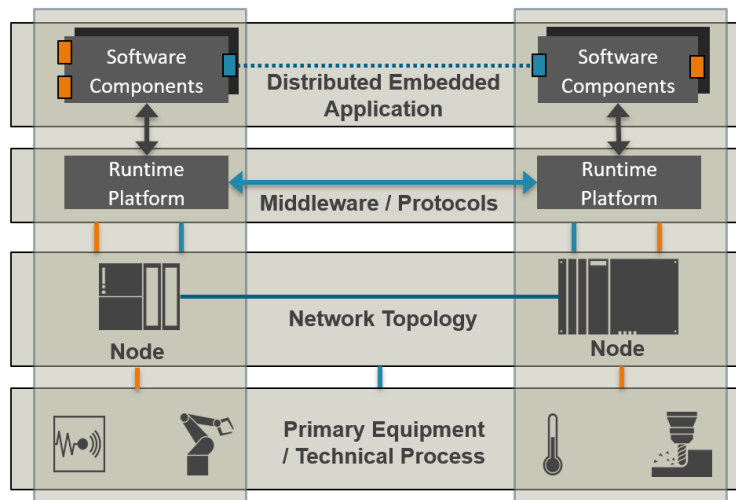 Software
Components
Distributed Embedded
Application
Software
Components
Runtime
Platform
Middleware / Protocols
Runtime
Platform
Node
Network Topology
Node
Primary Equipment
/ Technical Process